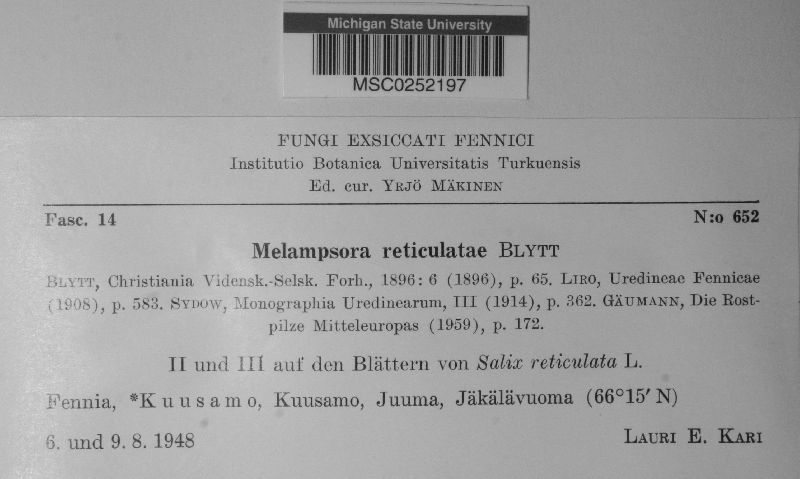 Michigan State University
MSC0252197
FUNGI EXSICCATI FENNICI
Institutio Botanica Universitatis Turkuensis
Ed. cur. YRJÖ MÄKINEN
Fasc. 14 N:o 652
Melampsora reticulatae BLYTT
BLYTT, Christiania Vidensk.-Selsk. Forh., 1896: 6 (1896), p. 65. LIRO, Uredineae Fennicae
(1908), p. 583. SYDOW, Monographia Uredinearum, III (1914), p. 362. GÄUMANN, Die Rost-
pilze Mitteleuropas (1959), p. 172.
II und III auf den Blättern von Salix reticulata L.
Fennia, *Kuusamo, Kuusamo, Juuma, Jäkälävuoma (66°15′ N)
6. und 9. 8. 1948 LAURI E. KARI